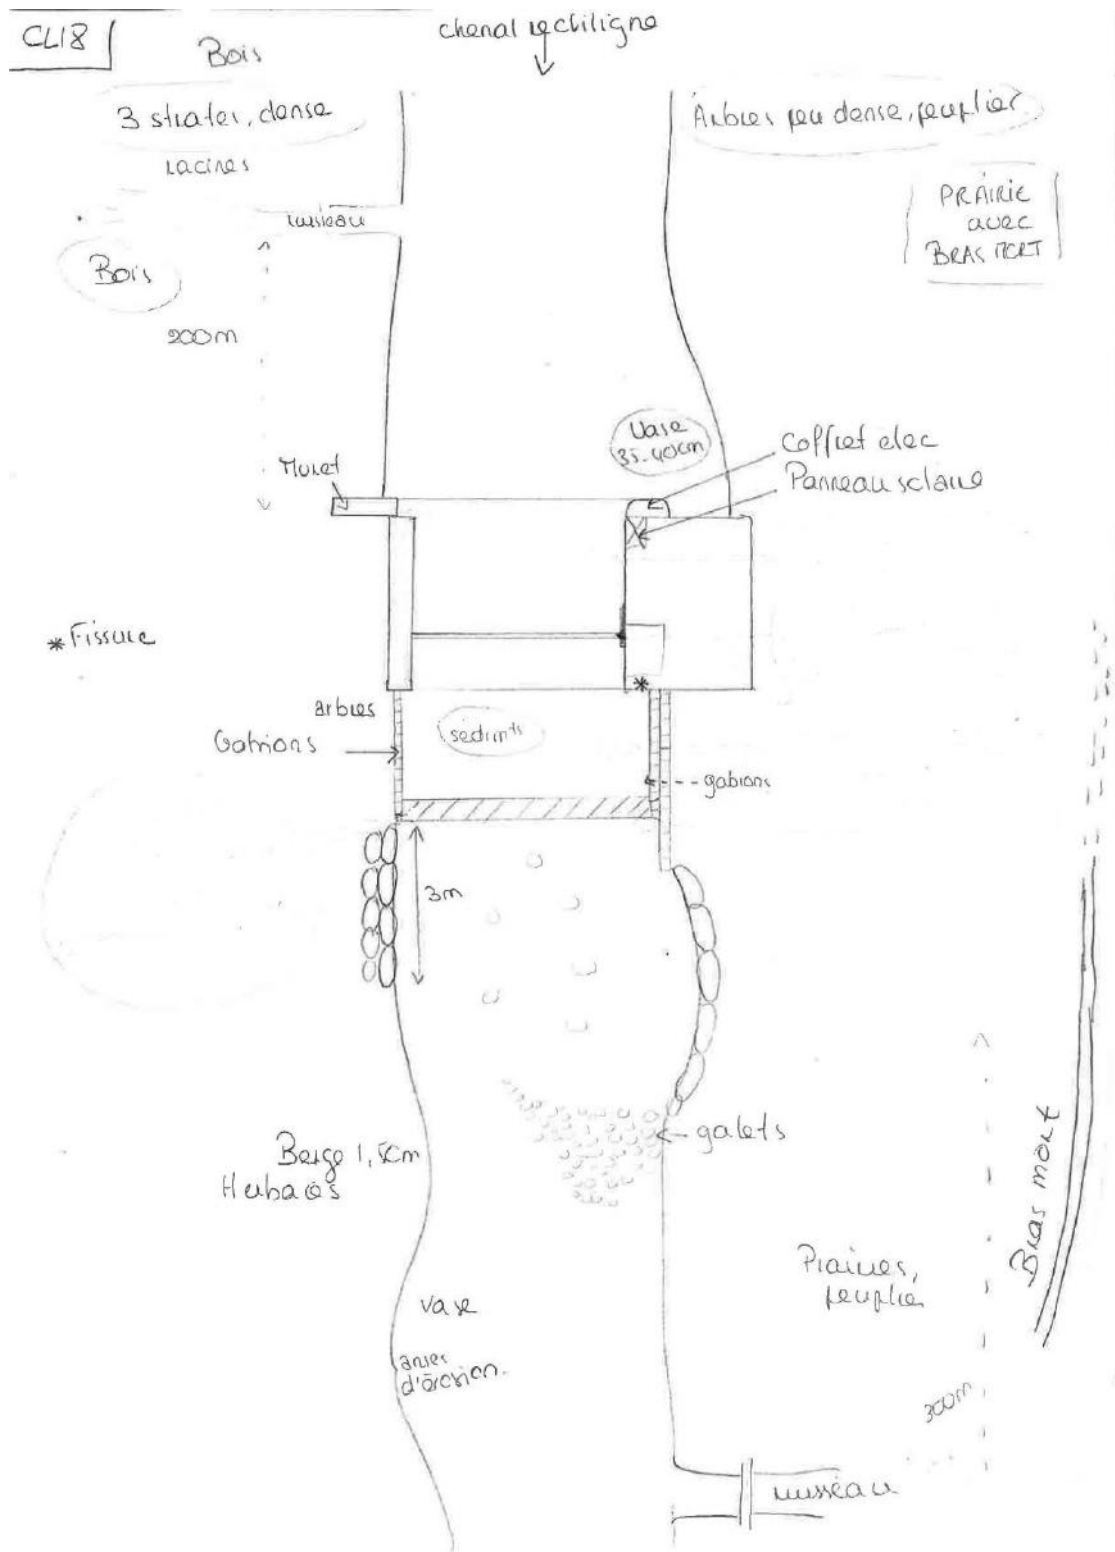 CL18
Bois
chenal rectiligne
3 strates, dense
racines
Arbres peu dense, peuplier
ruisseau
PRAIRIE
avec
BRAS MORT
Bois
200m
Vase
35-40cm
Coffret elec
Panneau solaire
Muret
* Fissure
*
arbres
Gabions
sédimts
gabions
3m
galets
Berge 1,50m
Herbacés
Bras mort
Prairies,
peuplier
vase
anses
d'érosion.
300m
ruisseau